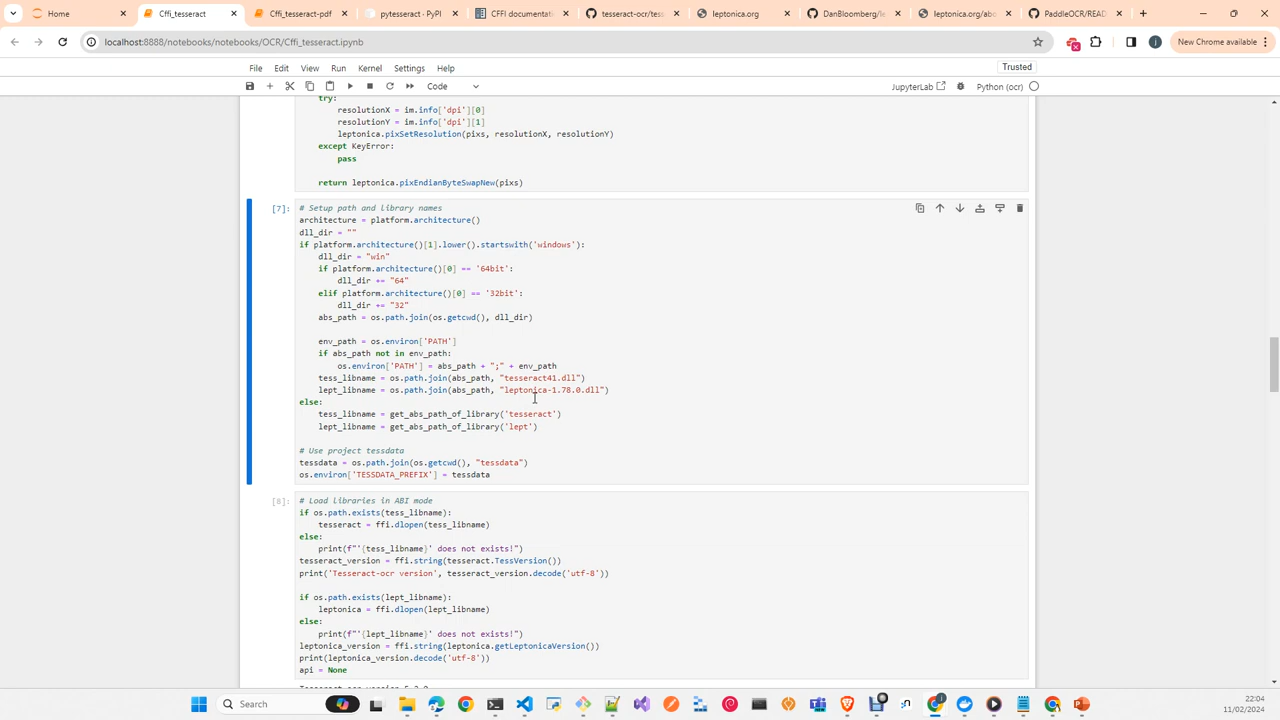 Home
Cffi_tesseract
Cffi_tesseract-pdf
pytesseract - PyPI
CFFI documentation
tesseract-ocr/tess
leptonica.org
DanBloomberg/le
leptonica.org/abo
PaddleOCR/READ
localhost:8888/notebooks/notebooks/OCR/Cffi_tesseract.ipynb
New Chrome available
File Edit View Run Kernel Settings Help
Trusted
Code
JupyterLab
Python (ocr)
try:
resolutionX = im.info['dpi'][0]
resolutionY = im.info['dpi'][1]
leptonica.pixSetResolution(pixs, resolutionX, resolutionY)
except KeyError:
pass
return leptonica.pixEndianByteSwapNew(pixs)
[7]:
# Setup path and library names
architecture = platform.architecture()
dll_dir = ""
if platform.architecture()[1].lower().startswith('windows'):
dll_dir = "win"
if platform.architecture()[0] == '64bit':
dll_dir += "64"
elif platform.architecture()[0] == '32bit':
dll_dir += "32"
abs_path = os.path.join(os.getcwd(), dll_dir)
env_path = os.environ['PATH']
if abs_path not in env_path:
os.environ['PATH'] = abs_path + ";" + env_path
tess_libname = os.path.join(abs_path, "tesseract41.dll")
lept_libname = os.path.join(abs_path, "leptonica-1.78.0.dll")
else:
tess_libname = get_abs_path_of_library('tesseract')
lept_libname = get_abs_path_of_library('lept')
# Use project tessdata
tessdata = os.path.join(os.getcwd(), "tessdata")
os.environ['TESSDATA_PREFIX'] = tessdata
[8]:
# Load libraries in ABI mode
if os.path.exists(tess_libname):
tesseract = ffi.dlopen(tess_libname)
else:
print(f"'{tess_libname}' does not exists!")
tesseract_version = ffi.string(tesseract.TessVersion())
print('Tesseract-ocr version', tesseract_version.decode('utf-8'))
if os.path.exists(lept_libname):
leptonica = ffi.dlopen(lept_libname)
else:
print(f"'{lept_libname}' does not exists!")
leptonica_version = ffi.string(leptonica.getLeptonicaVersion())
print(leptonica_version.decode('utf-8'))
api = None
Search
22:04
11/02/2024